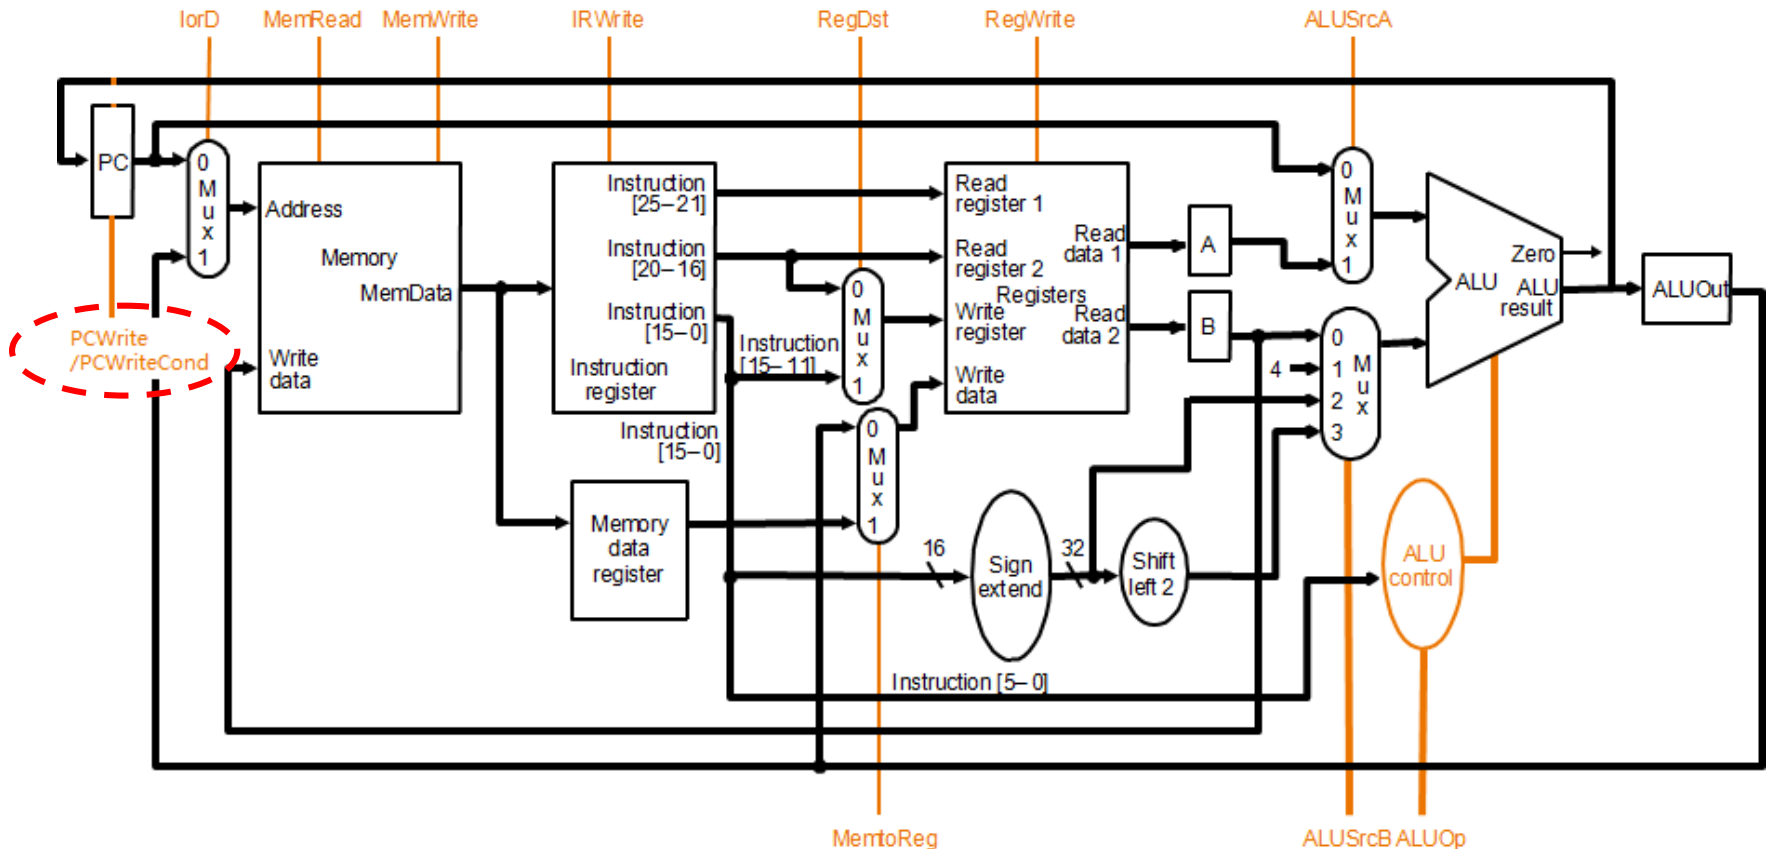 IorD
MemRead
MemWrite
IRWrite
RegDst
RegWrite
ALUSrcA
PC
PCWrite
/PCWriteCond
0
M
u
x
1
Address
Memory
MemData
Write
data
Instruction
[25–21]
Instruction
[20–16]
Instruction
[15–0]
Instruction
register
Instruction
[15–11]
Instruction
[15–0]
Memory
data
register
0
M
u
x
1
0
M
u
x
1
Read
register 1
Read
register 2
Registers
Write
register
Write
data
Read
data 1
Read
data 2
A
B
4
0
M
u
x
1
0
1
2
3
M
u
x
Zero
ALU
ALU
result
ALUOut
16
Sign
extend
32
Shift
left 2
ALU
control
Instruction [5–0]
MemtoReg
ALUSrcB
ALUOp